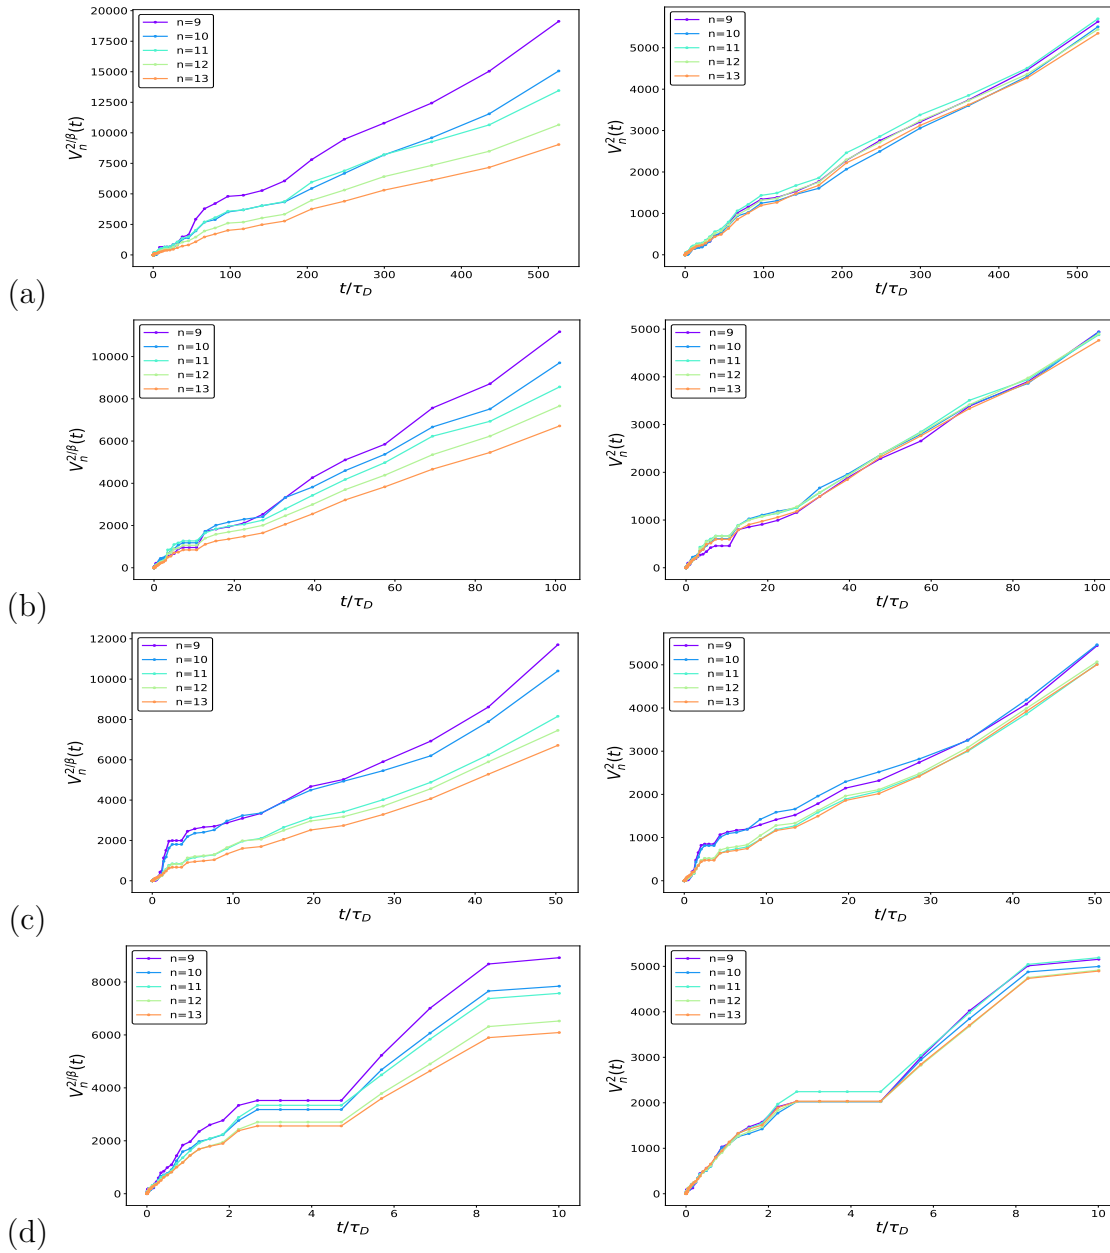 20000
17500
15000
12500
10000
7500
5000
2500
0
V_n^{2/β}(t)
n=9
n=10
n=11
n=12
n=13
0 100 200 300 400 500
t/τ_D
5000
4000
3000
2000
1000
0
V_n^2(t)
n=9
n=10
n=11
n=12
n=13
0 100 200 300 400 500
t/τ_D
(a)
10000
8000
6000
4000
2000
0
V_n^{2/β}(t)
n=9
n=10
n=11
n=12
n=13
0 20 40 60 80 100
t/τ_D
5000
4000
3000
2000
1000
0
V_n^2(t)
n=9
n=10
n=11
n=12
n=13
0 20 40 60 80 100
t/τ_D
(b)
12000
10000
8000
6000
4000
2000
0
V_n^{2/β}(t)
n=9
n=10
n=11
n=12
n=13
0 10 20 30 40 50
t/τ_D
5000
4000
3000
2000
1000
0
V_n^2(t)
n=9
n=10
n=11
n=12
n=13
0 10 20 30 40 50
t/τ_D
(c)
8000
6000
4000
2000
0
V_n^{2/β}(t)
n=9
n=10
n=11
n=12
n=13
0 2 4 6 8 10
t/τ_D
5000
4000
3000
2000
1000
0
V_n^2(t)
n=9
n=10
n=11
n=12
n=13
0 2 4 6 8 10
t/τ_D
(d)